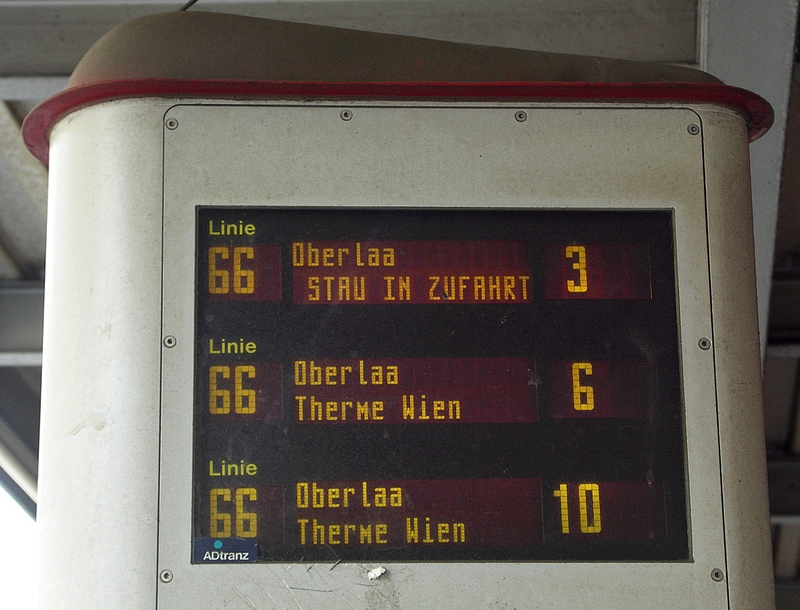 Linie
66 Oberlaa 3
STAU IN ZUFAHRT
Linie
66 Oberlaa 6
Therme Wien
Linie
66 Oberlaa 10
Therme Wien
ADtranz